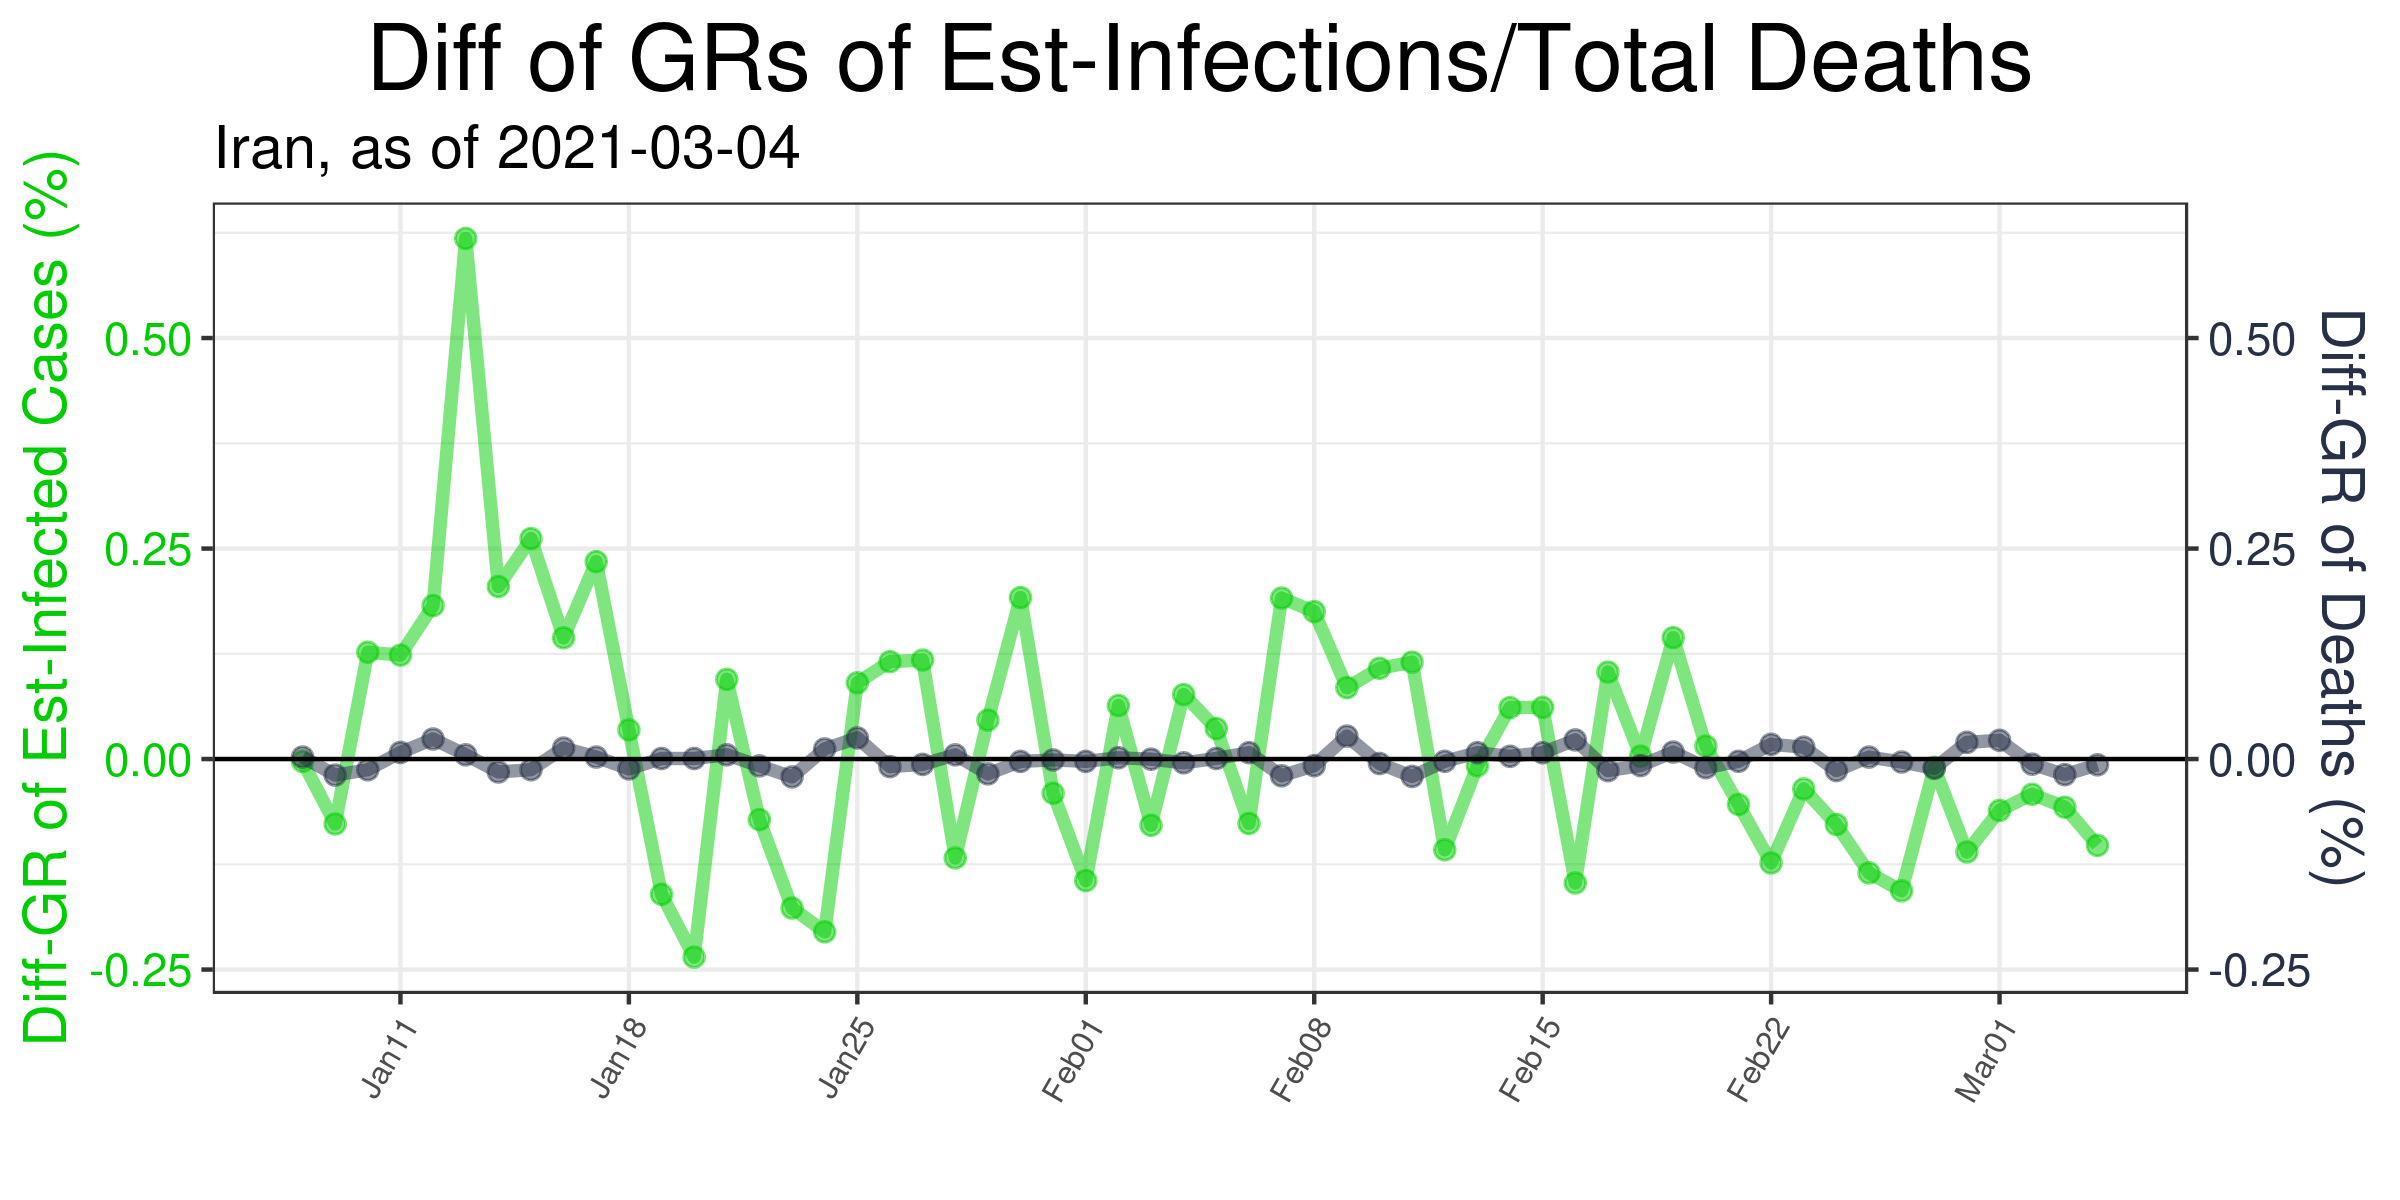 Diff of GRs of Est-Infections/Total Deaths
Iran, as of 2021-03-04
Diff-GR of Est-Infected Cases (%)
0.50
0.25
0.00
-0.25
0.50
0.25
0.00
-0.25
Diff-GR of Deaths (%)
Jan11
Jan18
Jan25
Feb01
Feb08
Feb15
Feb22
Mar01